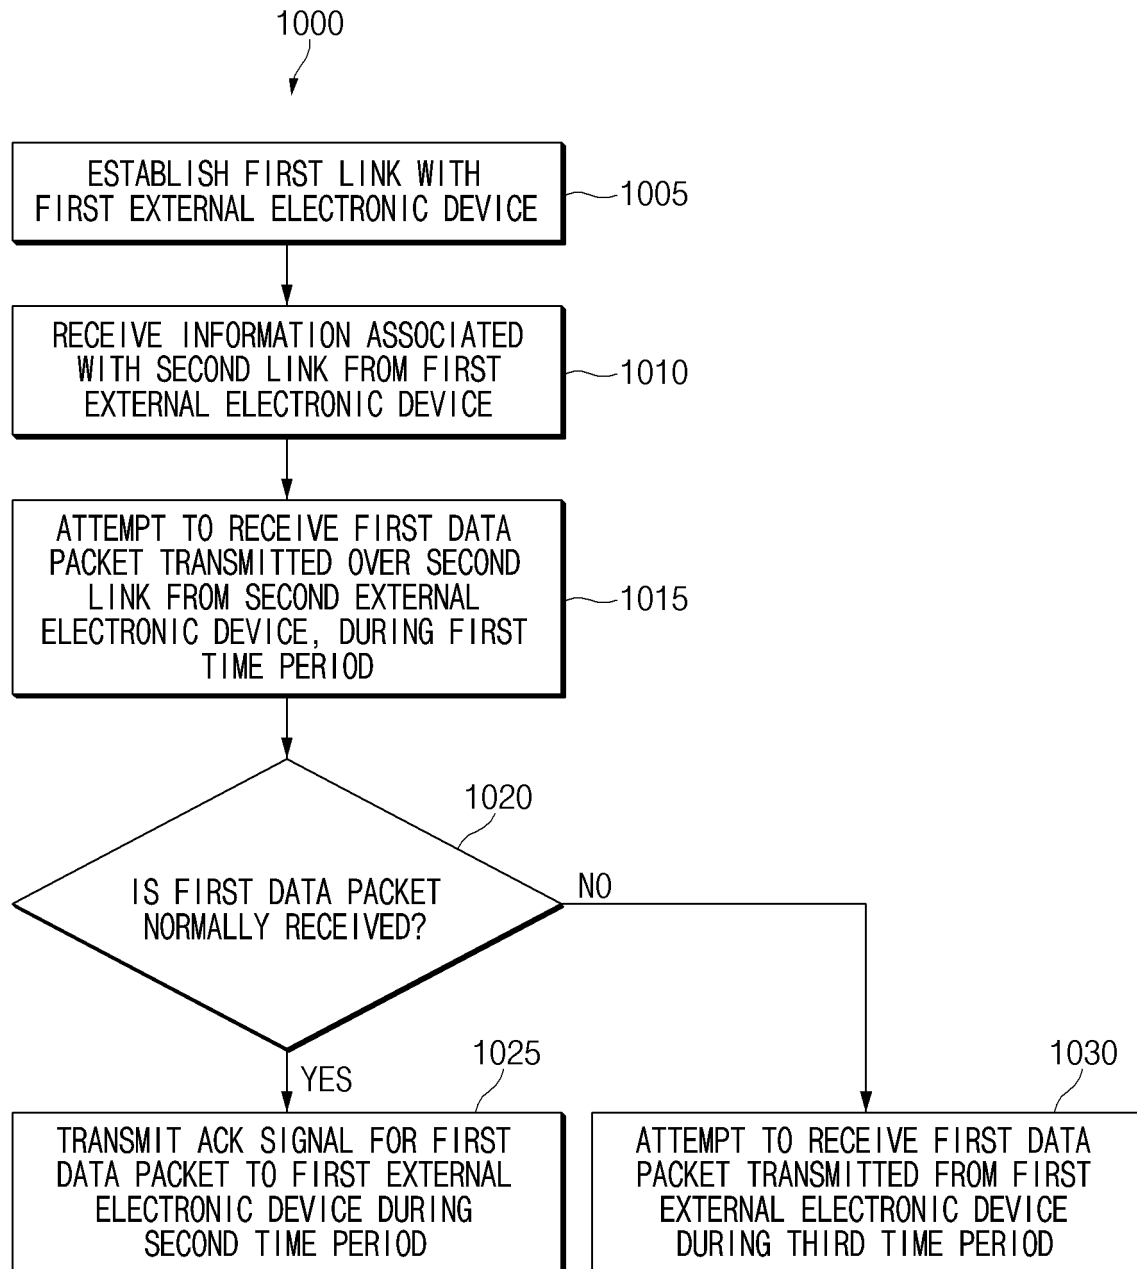 1000
ESTABLISH FIRST LINK WITH
FIRST EXTERNAL ELECTRONIC DEVICE
1005
RECEIVE INFORMATION ASSOCIATED
WITH SECOND LINK FROM FIRST
EXTERNAL ELECTRONIC DEVICE
1010
ATTEMPT TO RECEIVE FIRST DATA
PACKET TRANSMITTED OVER SECOND
LINK FROM SECOND EXTERNAL
ELECTRONIC DEVICE, DURING FIRST
TIME PERIOD
1015
1020
IS FIRST DATA PACKET
NORMALLY RECEIVED?
NO
YES
1025
TRANSMIT ACK SIGNAL FOR FIRST
DATA PACKET TO FIRST EXTERNAL
ELECTRONIC DEVICE DURING
SECOND TIME PERIOD
1030
ATTEMPT TO RECEIVE FIRST DATA
PACKET TRANSMITTED FROM FIRST
EXTERNAL ELECTRONIC DEVICE
DURING THIRD TIME PERIOD